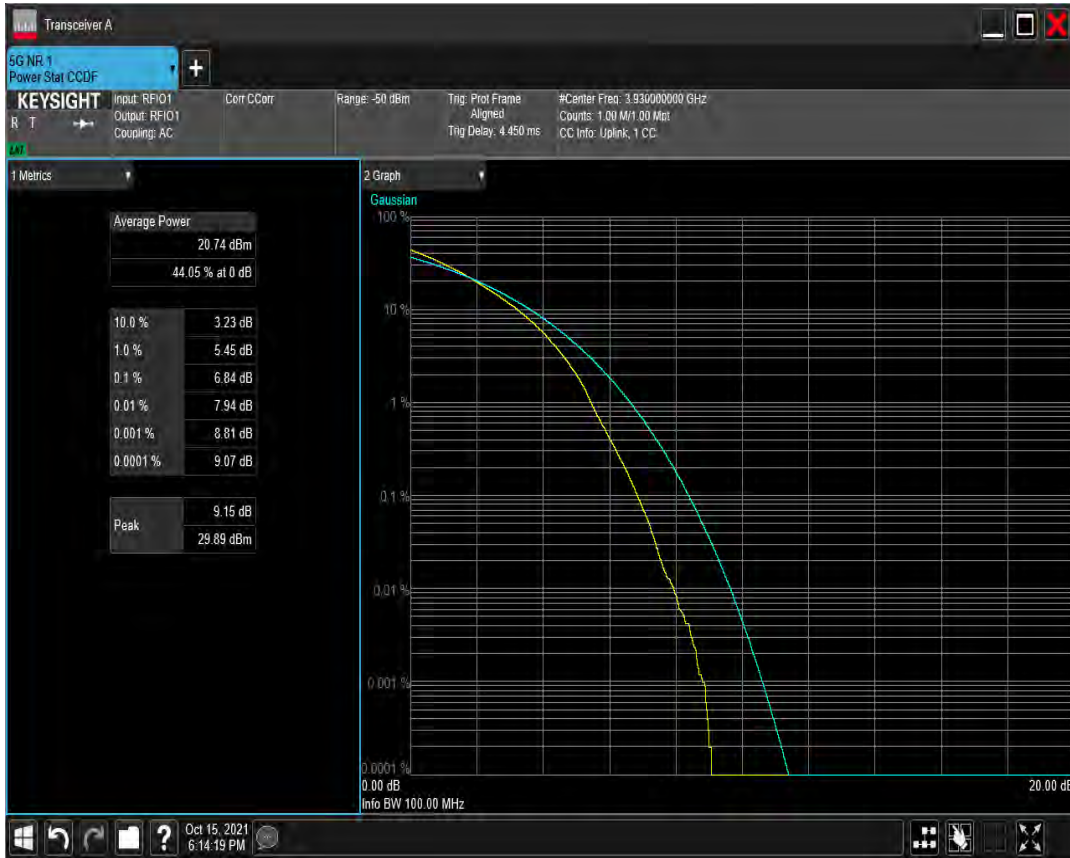 Transceiver A
5G NR 1
Power Stat CCDF
+
KEYSIGHT
R T
LXI
Input: RFIO1
Output: RFIO1
Coupling: AC
Corr CCorr
Range: -50 dBm
Trig: Prot Frame
Aligned
Trig Delay: 4.450 ms
#Center Freq: 3.930000000 GHz
Counts: 1.00 M/1.00 Mpt
CC Info: Uplink, 1 CC
1 Metrics
Average Power
20.74 dBm
44.05 % at 0 dB
10.0 % 3.23 dB
1.0 % 5.45 dB
0.1 % 6.84 dB
0.01 % 7.94 dB
0.001 % 8.81 dB
0.0001 % 9.07 dB
Peak
9.15 dB
29.89 dBm
2 Graph
Gaussian
100 %
10 %
1 %
0.1 %
0.01 %
0.001 %
0.0001 %
0.00 dB
20.00 dB
Info BW 100.00 MHz
?
Oct 15, 2021
6:14:19 PM